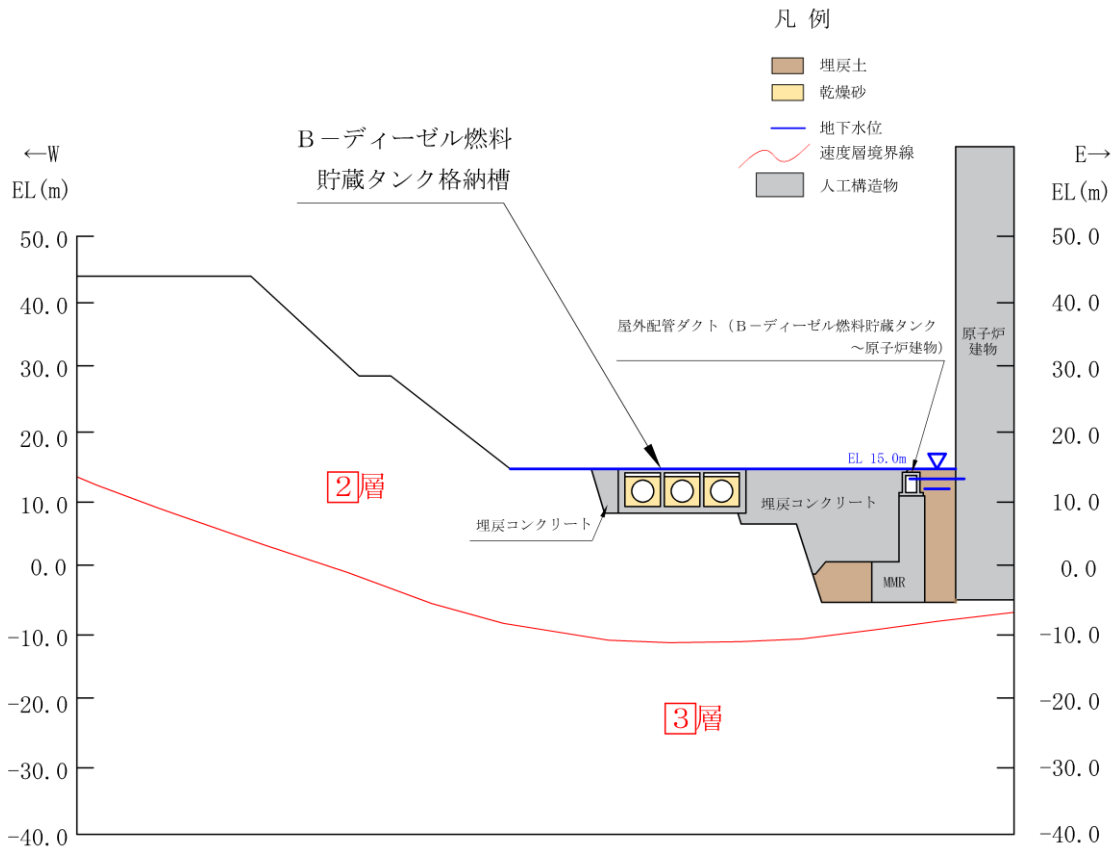 凡 例
埋戻土
乾燥砂
地下水位
速度層境界線
人工構造物
←W
EL(m)
E→
EL(m)
B－ディーゼル燃料
貯蔵タンク格納槽
屋外配管ダクト（B－ディーゼル燃料貯蔵タンク
～原子炉建物）
原子炉
建物
50.0
40.0
30.0
20.0
10.0
0.0
-10.0
-20.0
-30.0
-40.0
EL 15.0m
2層
埋戻コンクリート
埋戻コンクリート
MMR
3層
50.0
40.0
30.0
20.0
10.0
0.0
-10.0
-20.0
-30.0
-40.0